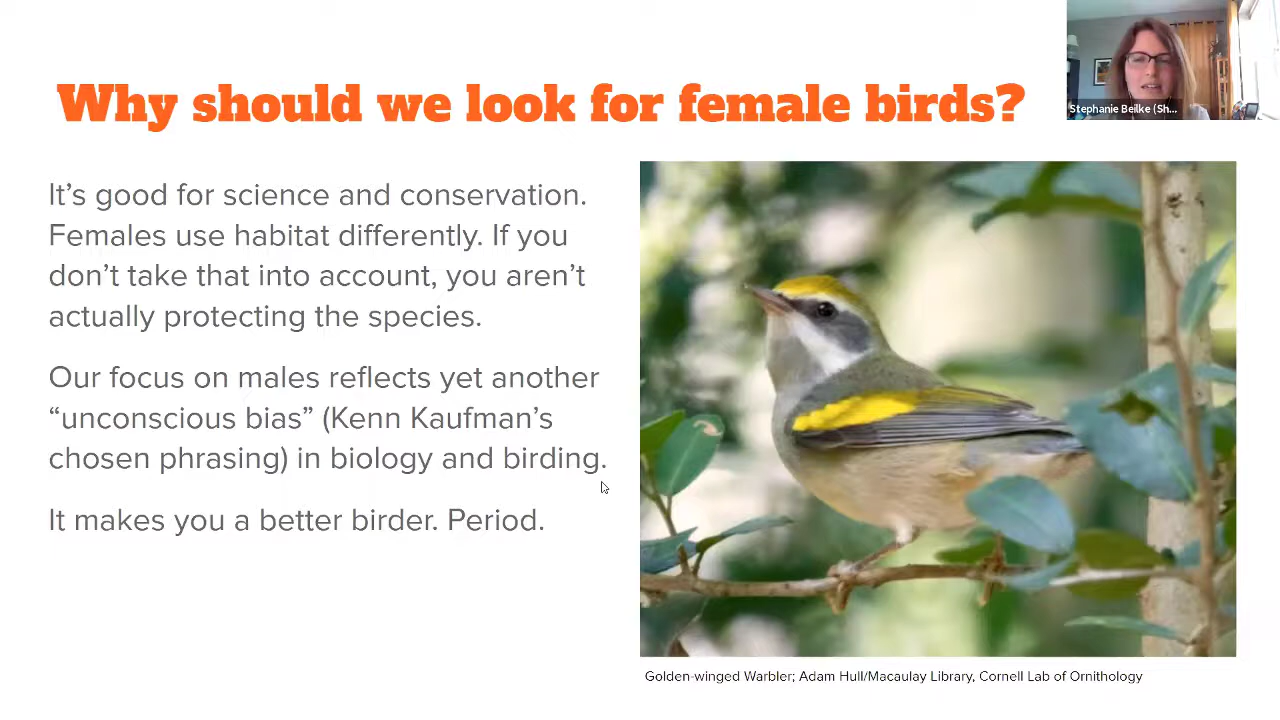 Why should we look for female birds?
Stephanie Beilke (Sh...
It’s good for science and conservation.
Females use habitat differently. If you
don’t take that into account, you aren’t
actually protecting the species.
Our focus on males reflects yet another
“unconscious bias” (Kenn Kaufman’s
chosen phrasing) in biology and birding.
It makes you a better birder. Period.
Golden-winged Warbler; Adam Hull/Macaulay Library, Cornell Lab of Ornithology